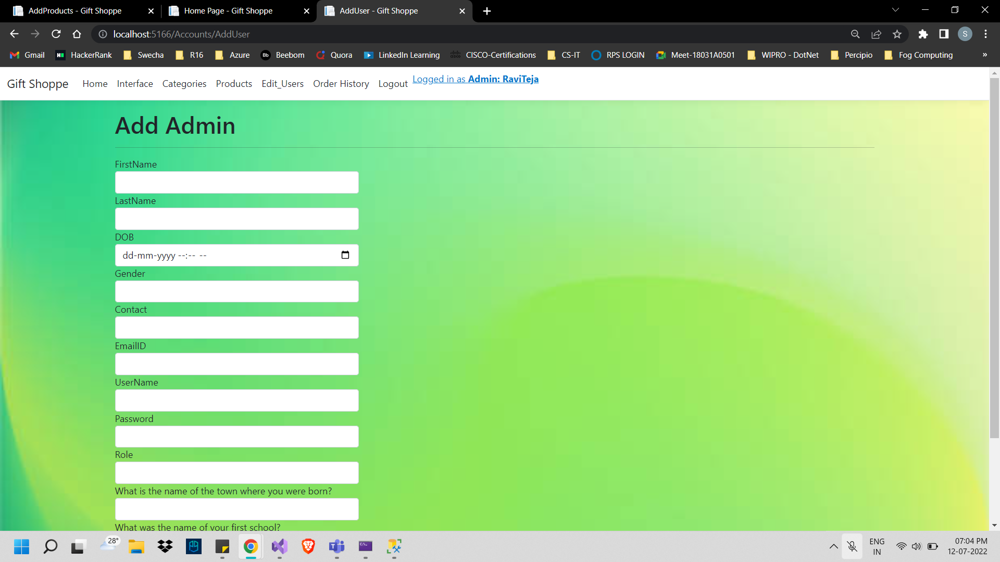 AddProducts - Gift Shoppe
Home Page - Gift Shoppe
AddUser - Gift Shoppe
localhost:5166/Accounts/AddUser
S
Gmail HackerRank Swecha R16 Azure Bb Beebom Quora LinkedIn Learning CISCO-Certifications CS-IT RPS LOGIN Meet-18031A0501 WIPRO - DotNet Percipio Fog Computing »
Gift Shoppe Home Interface Categories Products Edit_Users Order History Logout Logged in as Admin: RaviTeja
Add Admin
FirstName
LastName
DOB
dd-mm-yyyy --:-- --
Gender
Contact
EmailID
UserName
Password
Role
What is the name of the town where you were born?
What was the name of your first school?
28°
ENG
IN
07:04 PM
12-07-2022